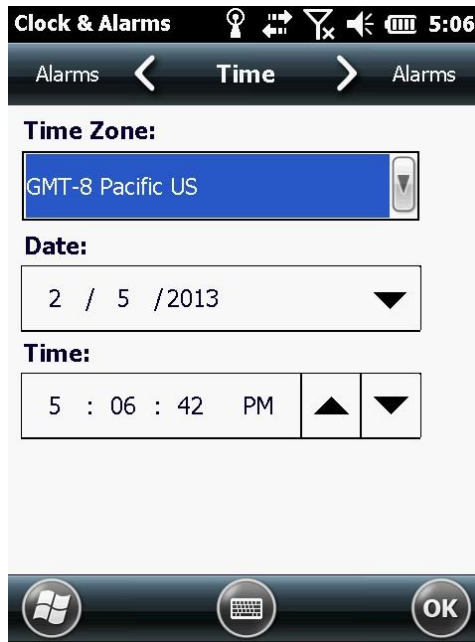 Clock & Alarms 5:06
Alarms Time Alarms
Time Zone:
GMT-8 Pacific US
Date:
2 / 5 /2013
Time:
5 : 06 : 42 PM
OK